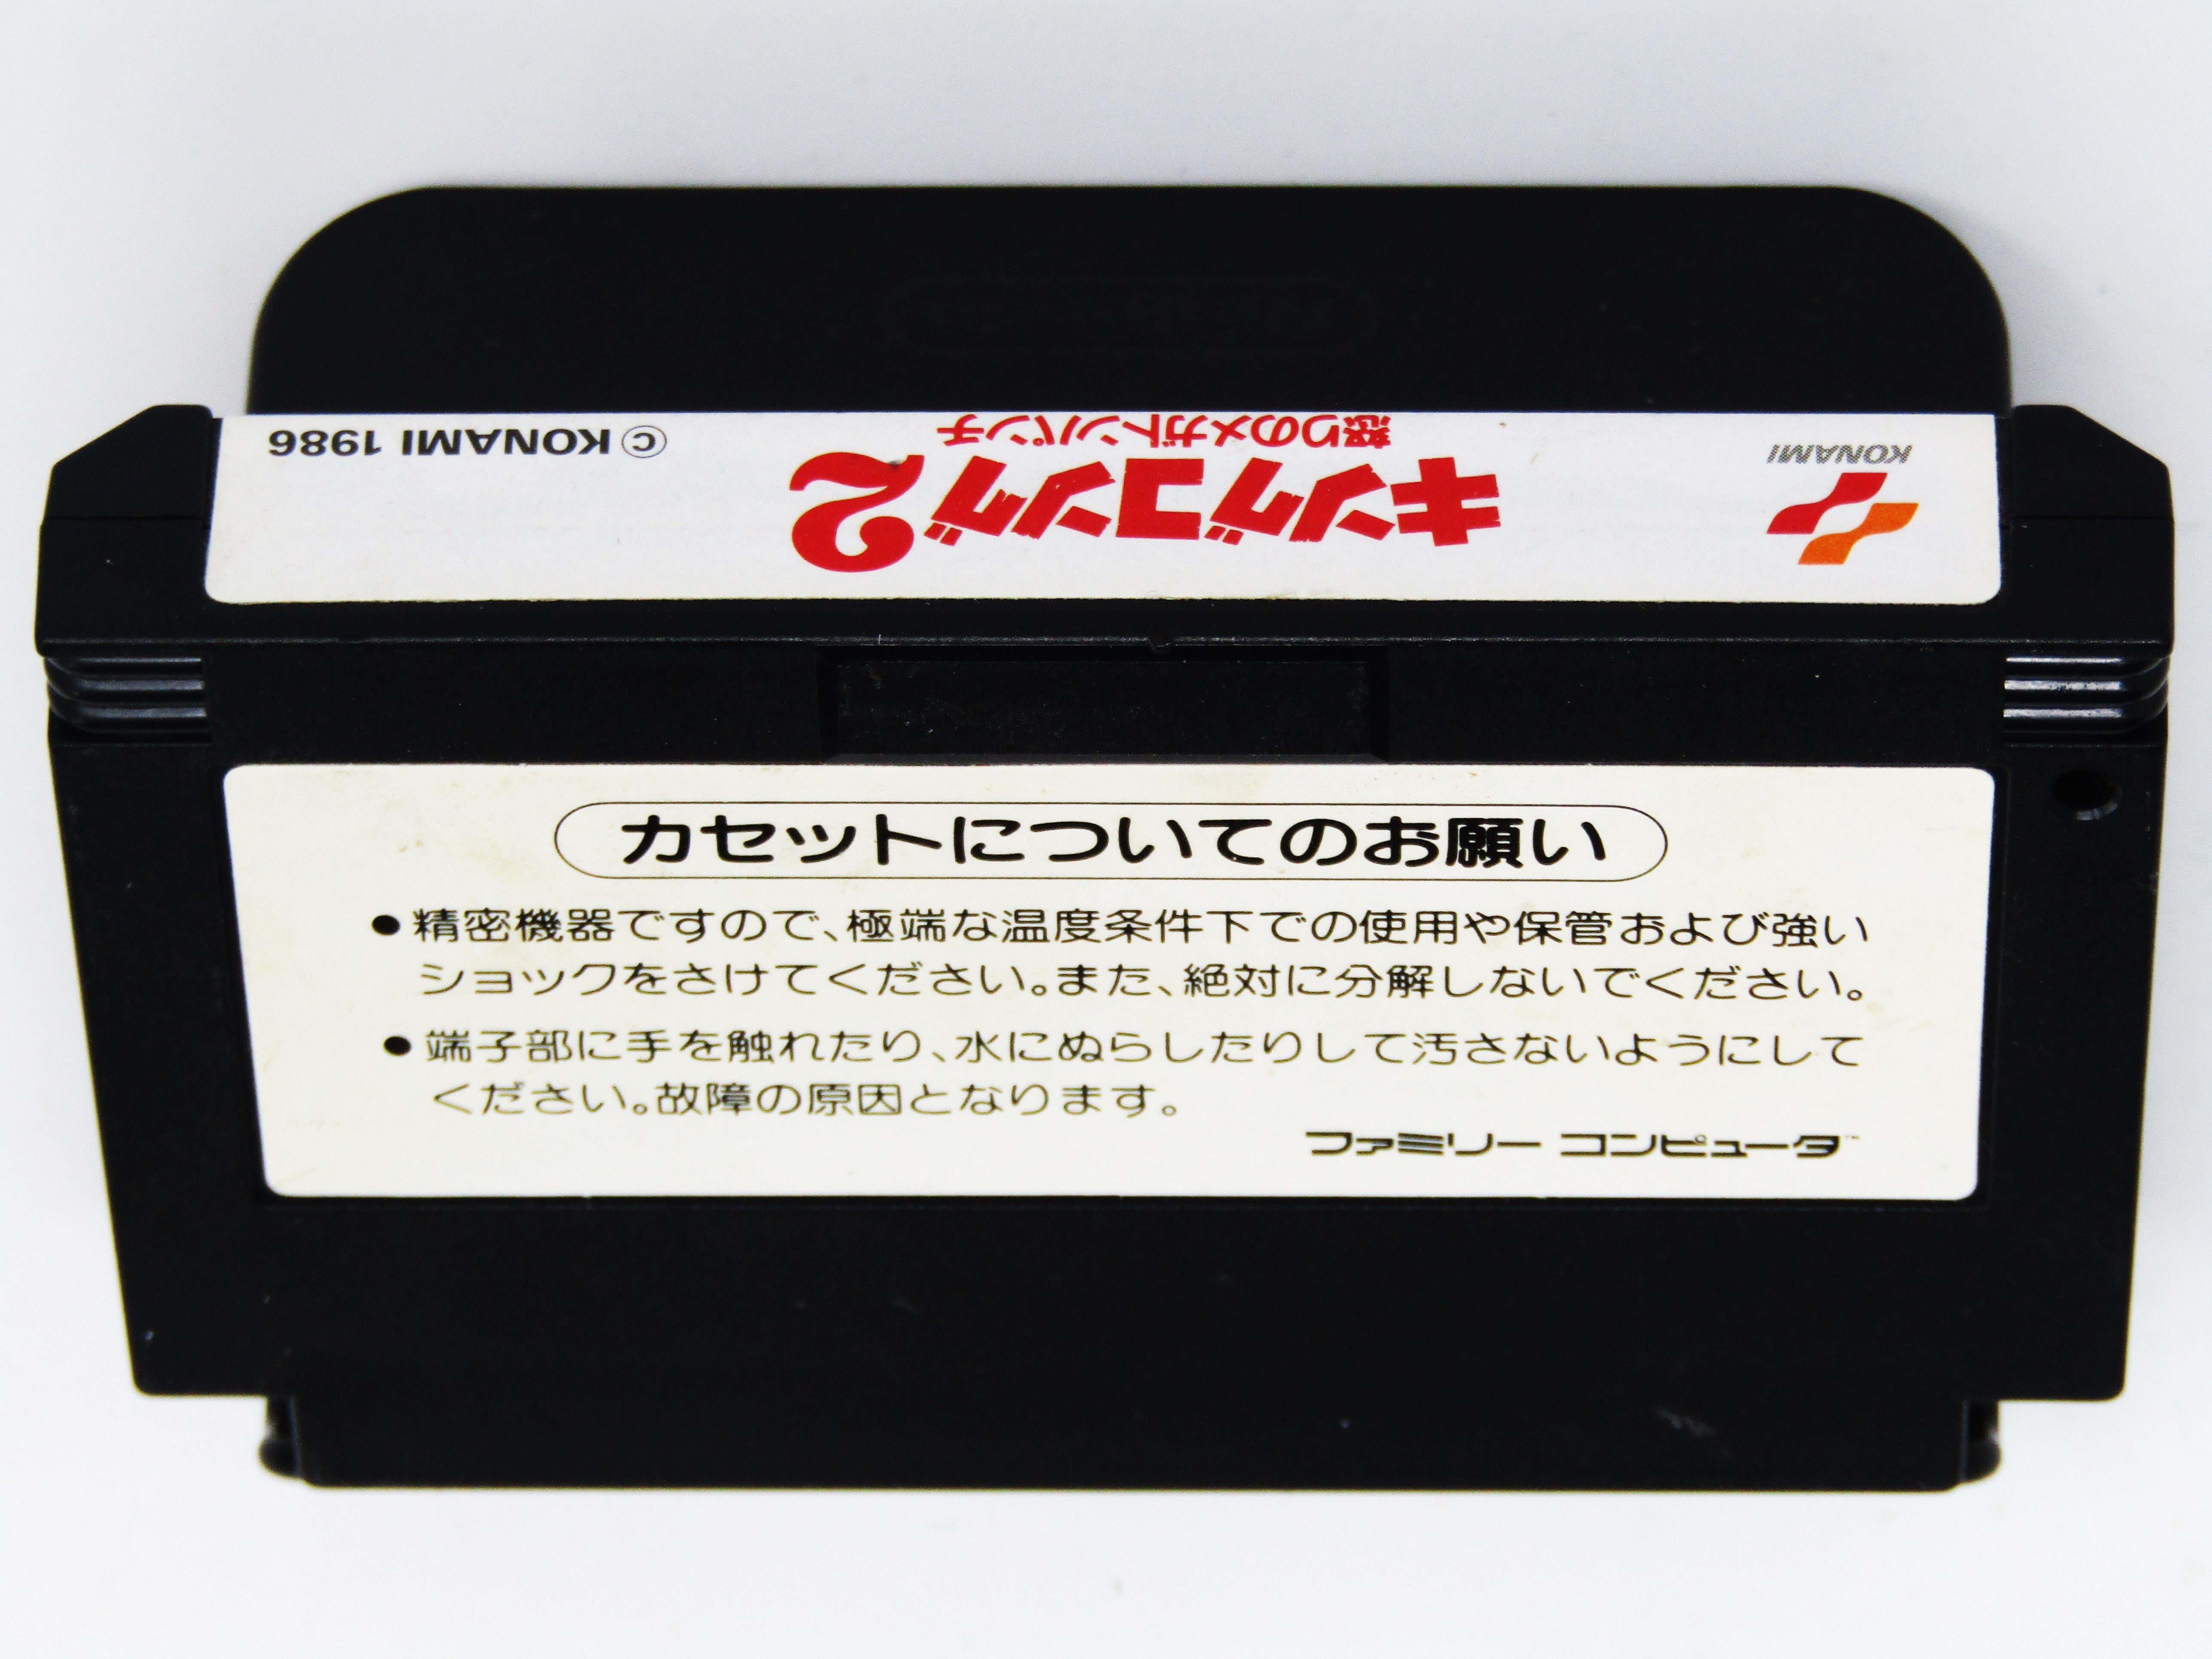 KONAMI
キングコング2
怒りのメガトンパンチ
©KONAMI 1986
カセットについてのお願い
●精密機器ですので、極端な温度条件下での使用や保管および強い
ショックをさけてください。また、絶対に分解しないでください。
●端子部に手を触れたり、水にぬらしたりして汚さないようにして
ください。故障の原因となります。
ファミリー コンピュータ™